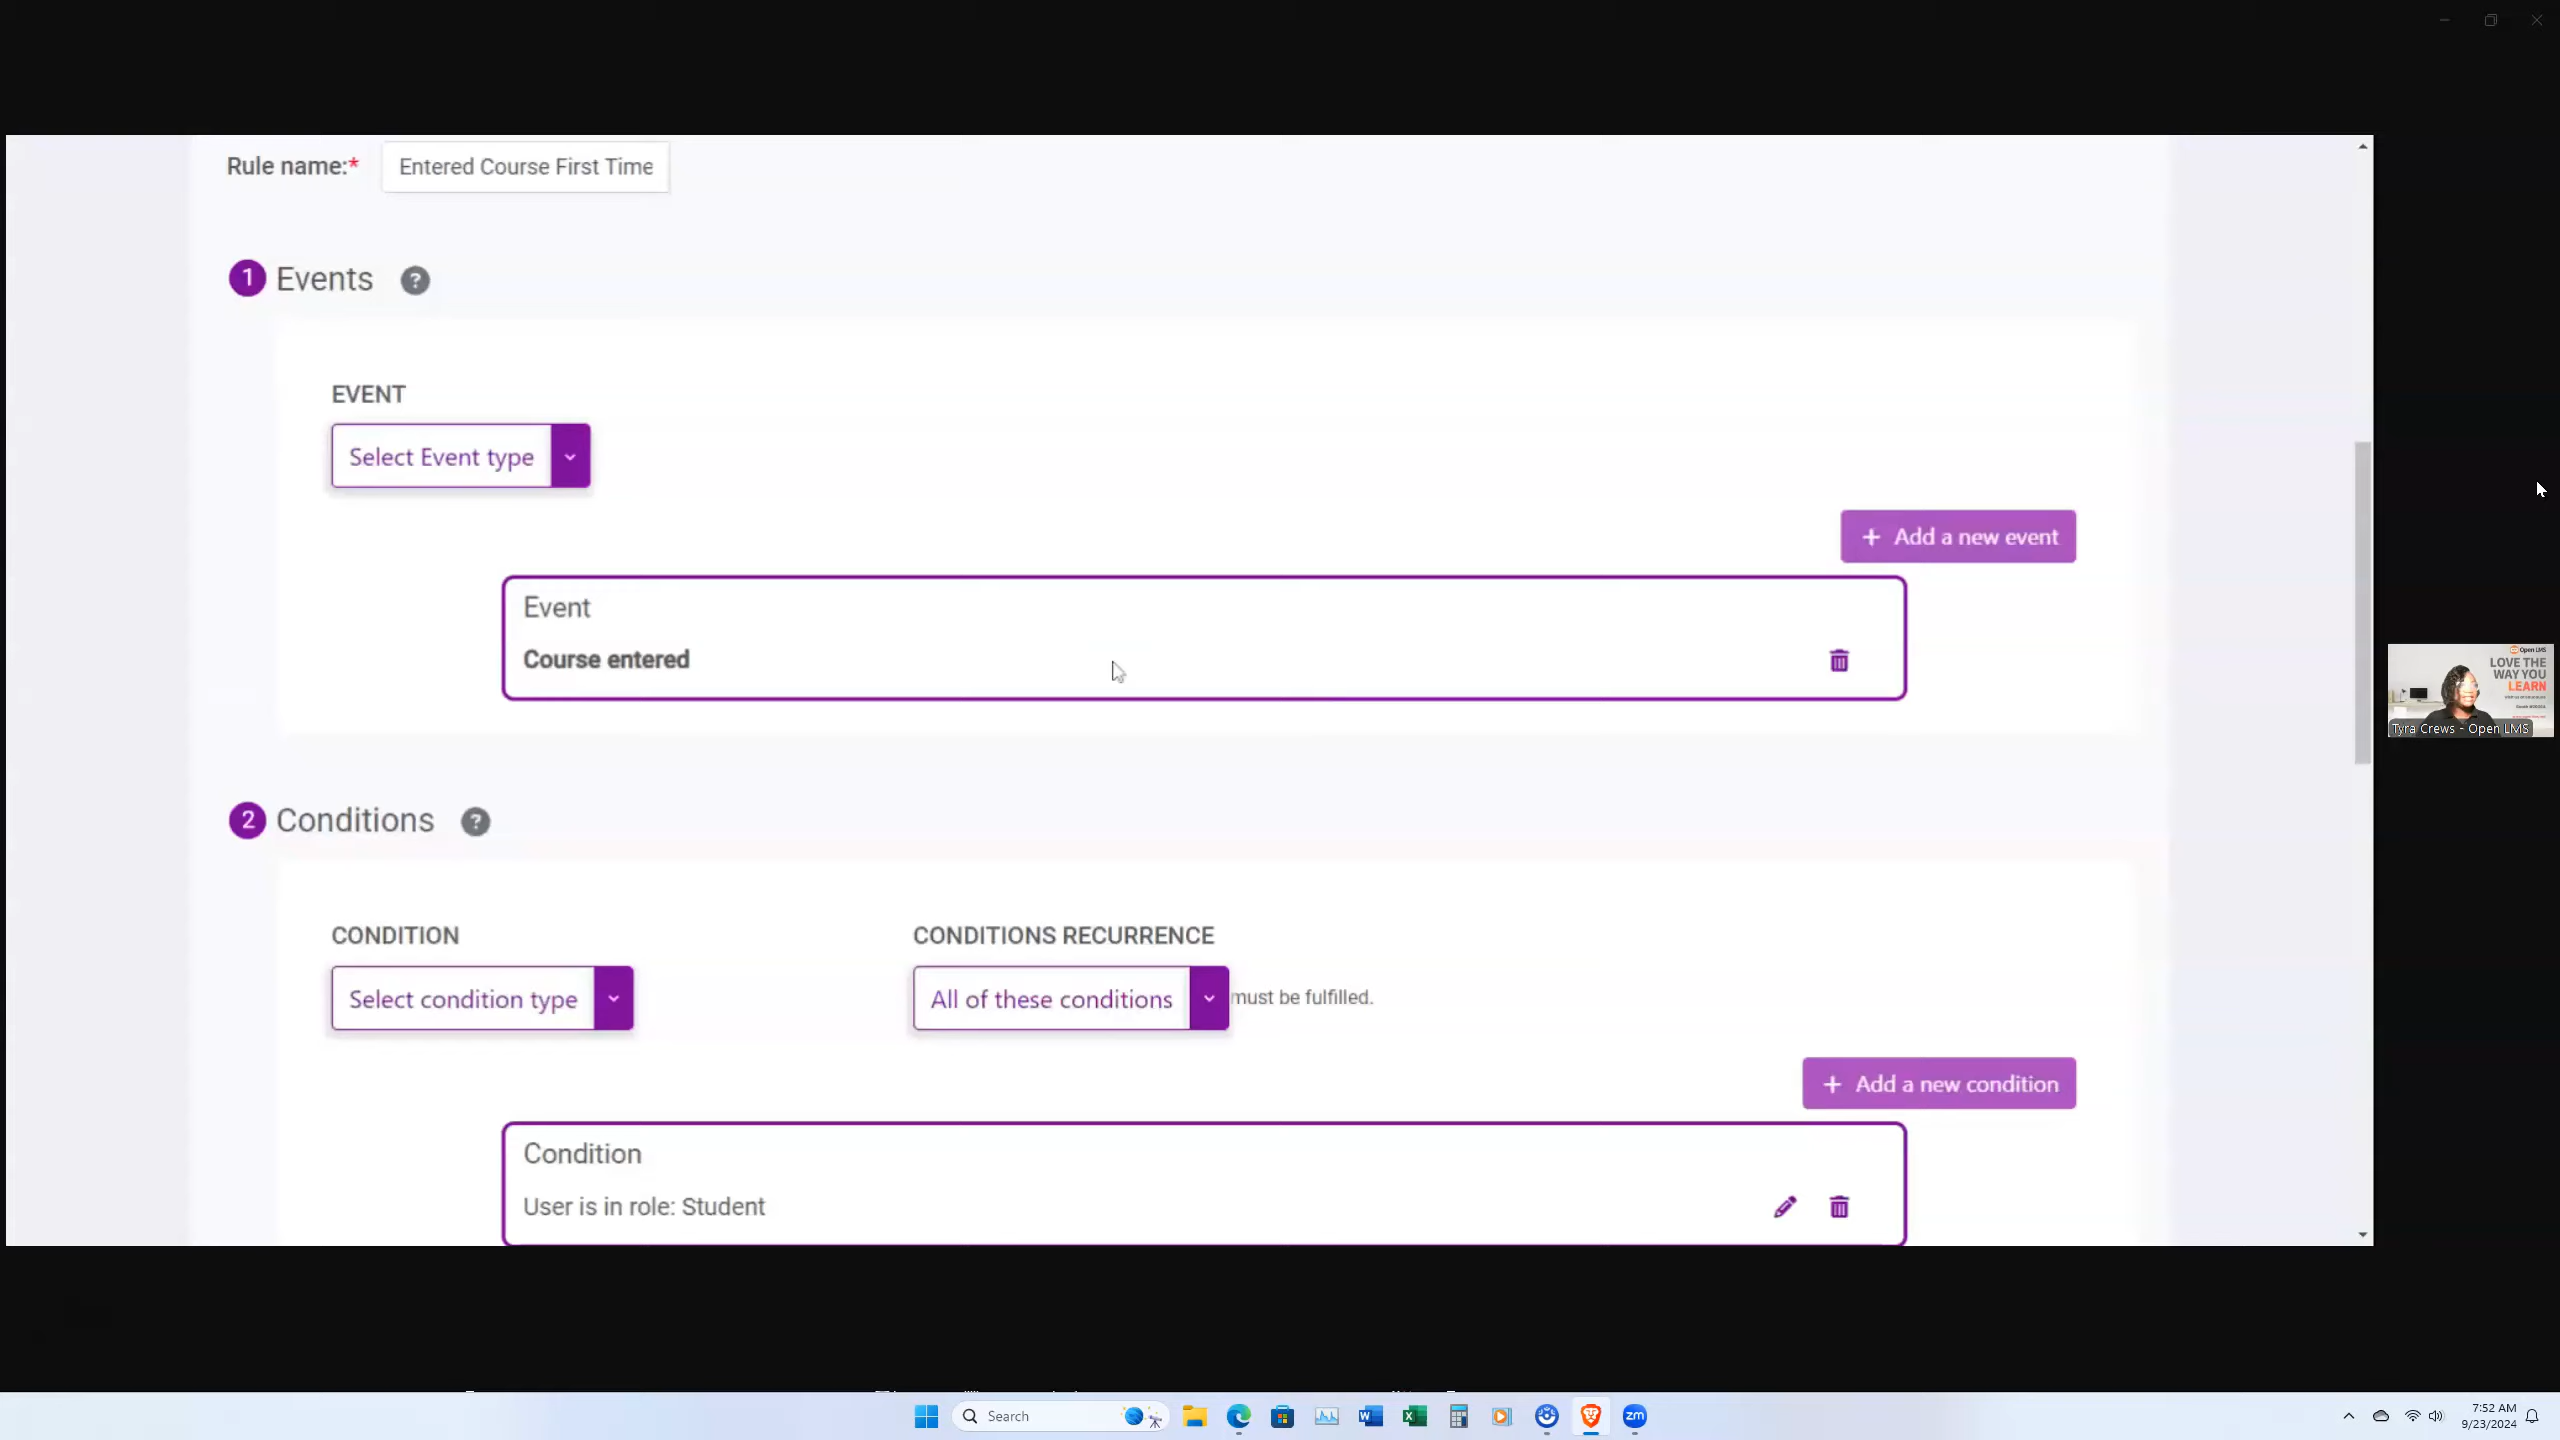 Rule name:* Entered Course First Time
1 Events ?
EVENT
Select Event type
+ Add a new event
Event
Course entered
2 Conditions ?
CONDITION
CONDITIONS RECURRENCE
Select condition type
All of these conditions must be fulfilled.
+ Add a new condition
Condition
User is in role: Student
Open LMS
LOVE THE
WAY YOU
LEARN
Tyra Crews - Open LMS
Search
zm
7:52 AM
9/23/2024